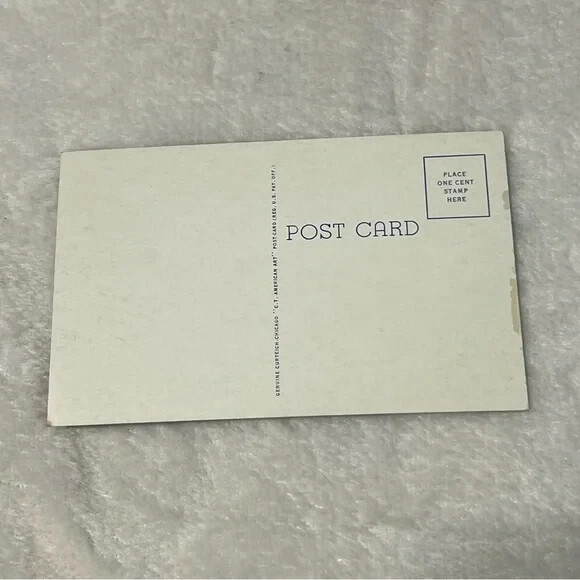 PLACE
ONE CENT
STAMP
HERE
POST CARD
GENUINE CURTEICH-CHICAGO "C.T. AMERICAN ART" POST CARD (REG. U.S. PAT. OFF.)